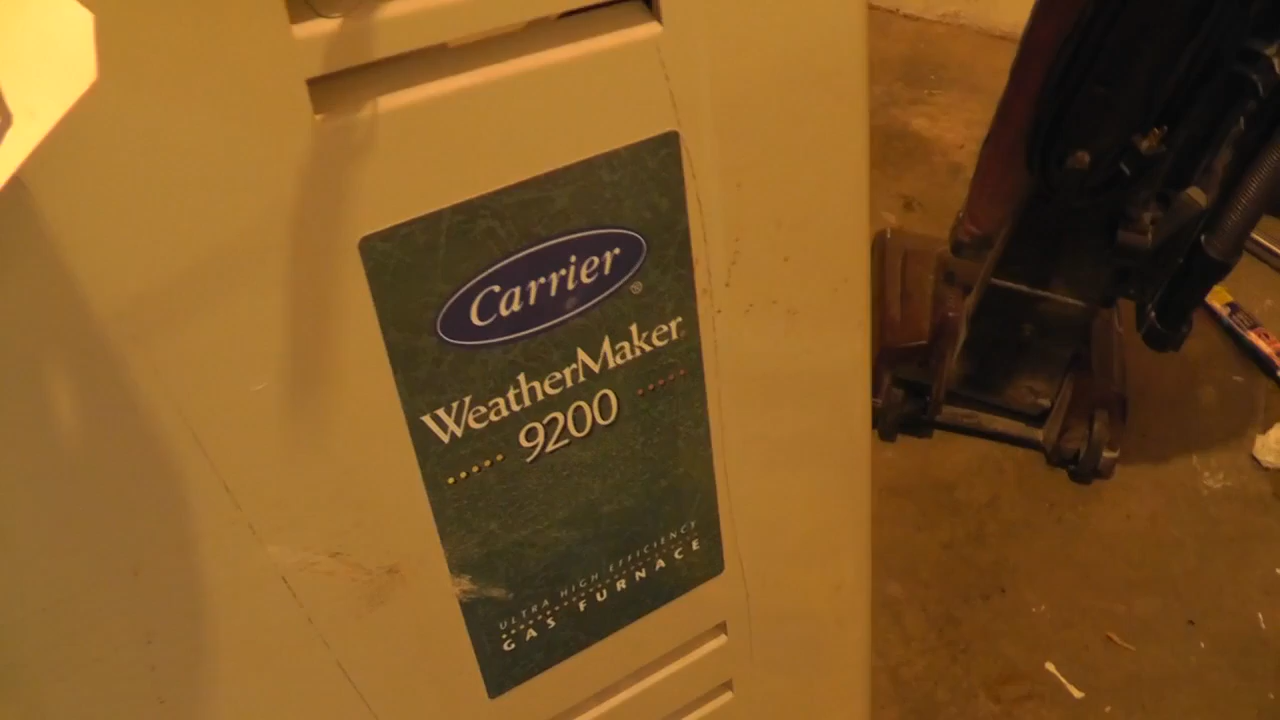 Carrier
®
WeatherMaker
9200
ULTRA HIGH EFFICIENCY
GAS FURNACE